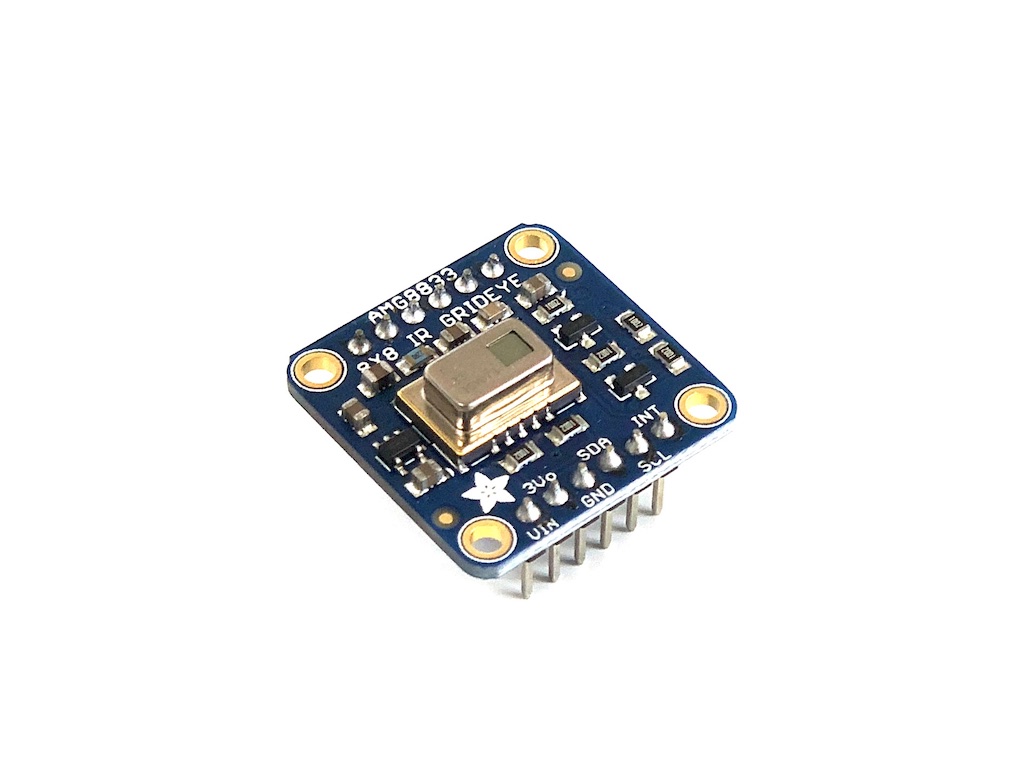 AMG8833
8X8 IR GRIDEYE
VIN
3Vo
GND
SDA
SCL
INT